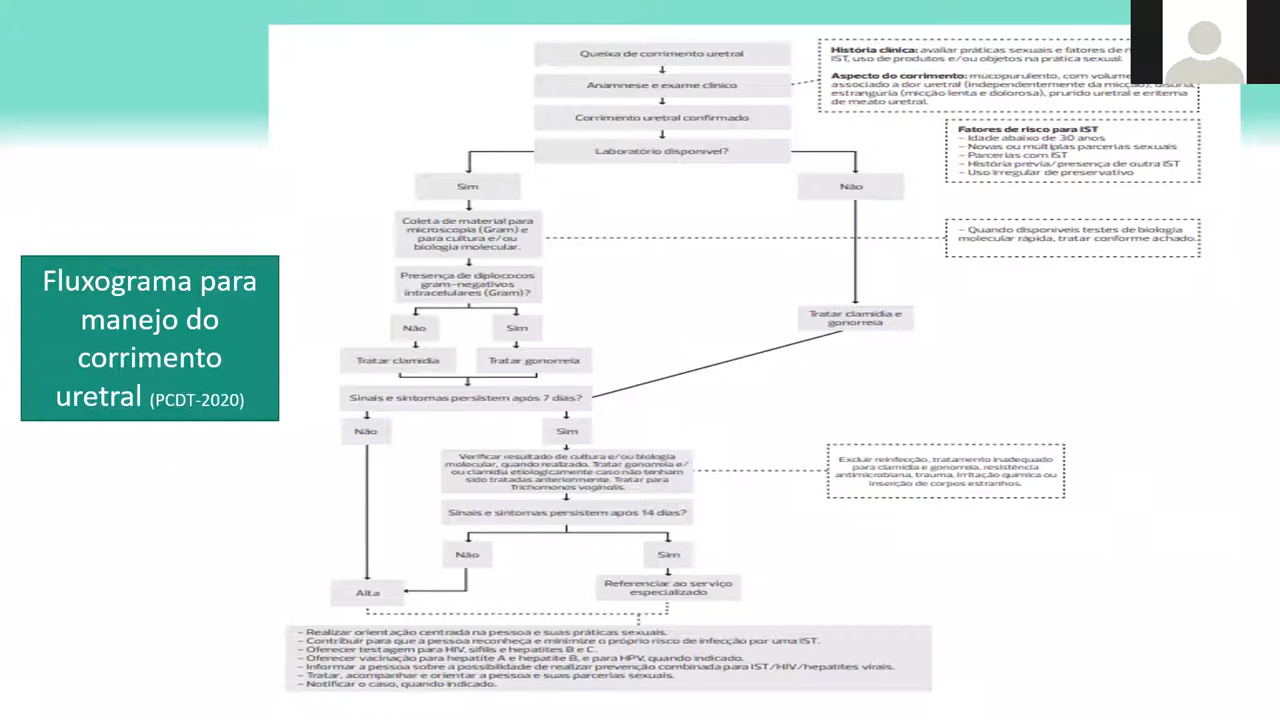 Fluxograma para
manejo do
corrimento
uretral (PCDT-2020)
Queixa de corrimento uretral
Anamnese e exame clínico
Corrimento uretral confirmado
Laboratório disponível?
História clínica: avaliar práticas sexuais e fatores de
IST, uso de produtos e/ou objetos na prática sexual.
Aspecto do corrimento: mucopurulento, com volume
associado a dor uretral (independentemente da micção), disúria,
estrangúria (micção lenta e dolorosa), prurido uretral e eritema
de meato uretral.
Fatores de risco para IST
– Idade abaixo de 30 anos
– Novas ou múltiplas parcerias sexuais
– Parcerias com IST
– História prévia/presença de outra IST
– Uso irregular de preservativo
Sim
Não
Coleta de material para
microscopia (Gram) e
para cultura e/ou
biologia molecular.
– Quando disponíveis testes de biologia
molecular rápida, tratar conforme achado.
Presença de diplococos
gram-negativos
intracelulares (Gram)?
Não
Sim
Tratar clamídia e
gonorreia
Tratar clamídia
Tratar gonorreia
Sinais e sintomas persistem após 7 dias?
Não
Sim
Verificar resultado de cultura e/ou biologia
molecular, quando realizado. Tratar gonorreia e/
ou clamídia etiologicamente caso não tenham
sido tratadas anteriormente. Tratar para
Trichomonas vaginalis.
Excluir reinfecção, tratamento inadequado
para clamídia e gonorreia, resistência
antimicrobiana, trauma, irritação química ou
inserção de corpos estranhos.
Sinais e sintomas persistem após 14 dias?
Não
Sim
Alta
Referenciar ao serviço
especializado
– Realizar orientação centrada na pessoa e suas práticas sexuais.
– Contribuir para que a pessoa reconheça e minimize o próprio risco de infecção por uma IST.
– Oferecer testagem para HIV, sífilis e hepatites B e C.
– Oferecer vacinação para hepatite A e hepatite B, e para HPV, quando indicado.
– Informar a pessoa sobre a possibilidade de realizar prevenção combinada para IST/HIV/hepatites virais.
– Tratar, acompanhar e orientar a pessoa e suas parcerias sexuais.
– Notificar o caso, quando indicado.